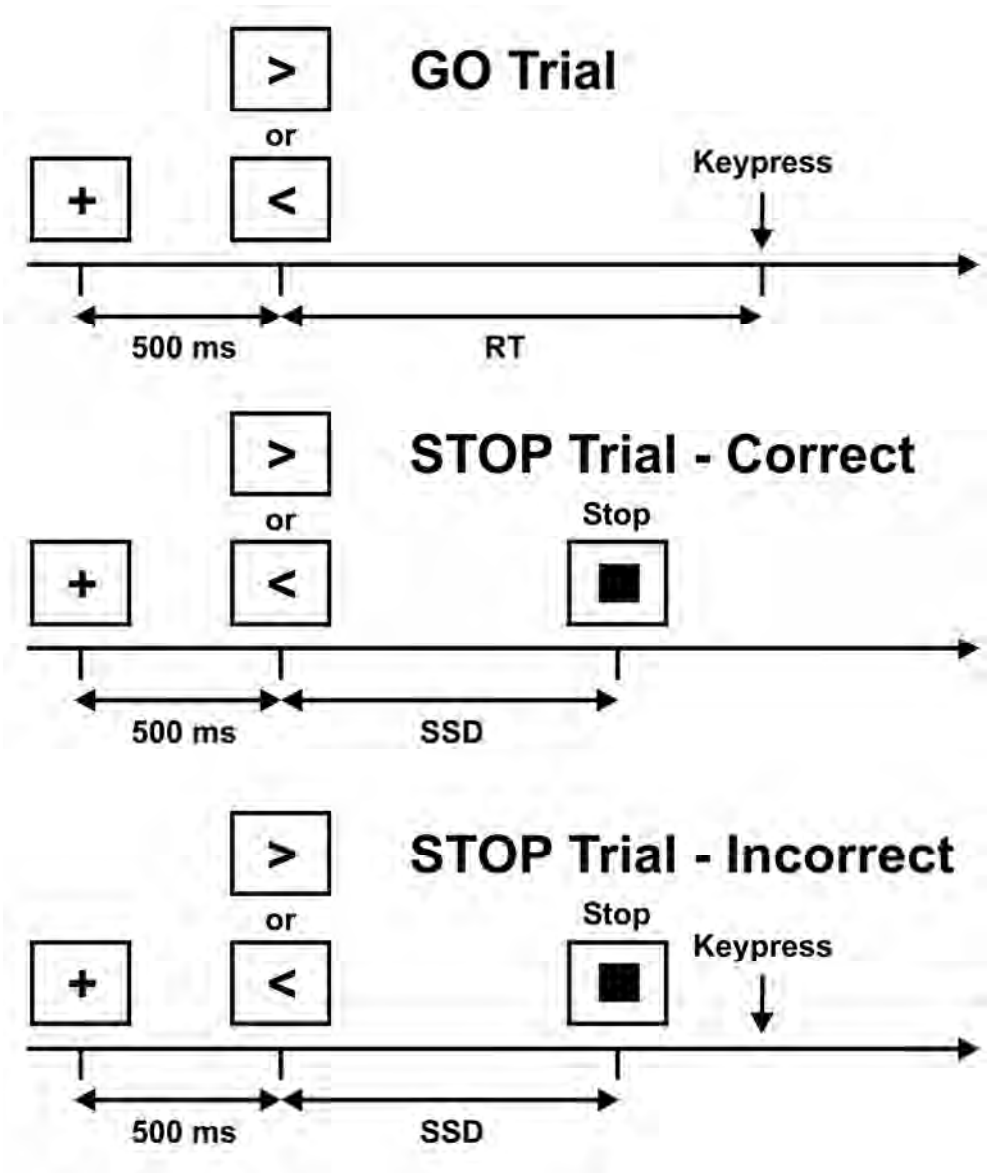 >
GO Trial
or
Keypress
+
<
500 ms
RT
>
STOP Trial - Correct
or
Stop
+
<
500 ms
SSD
>
STOP Trial - Incorrect
or
Stop
Keypress
+
<
500 ms
SSD